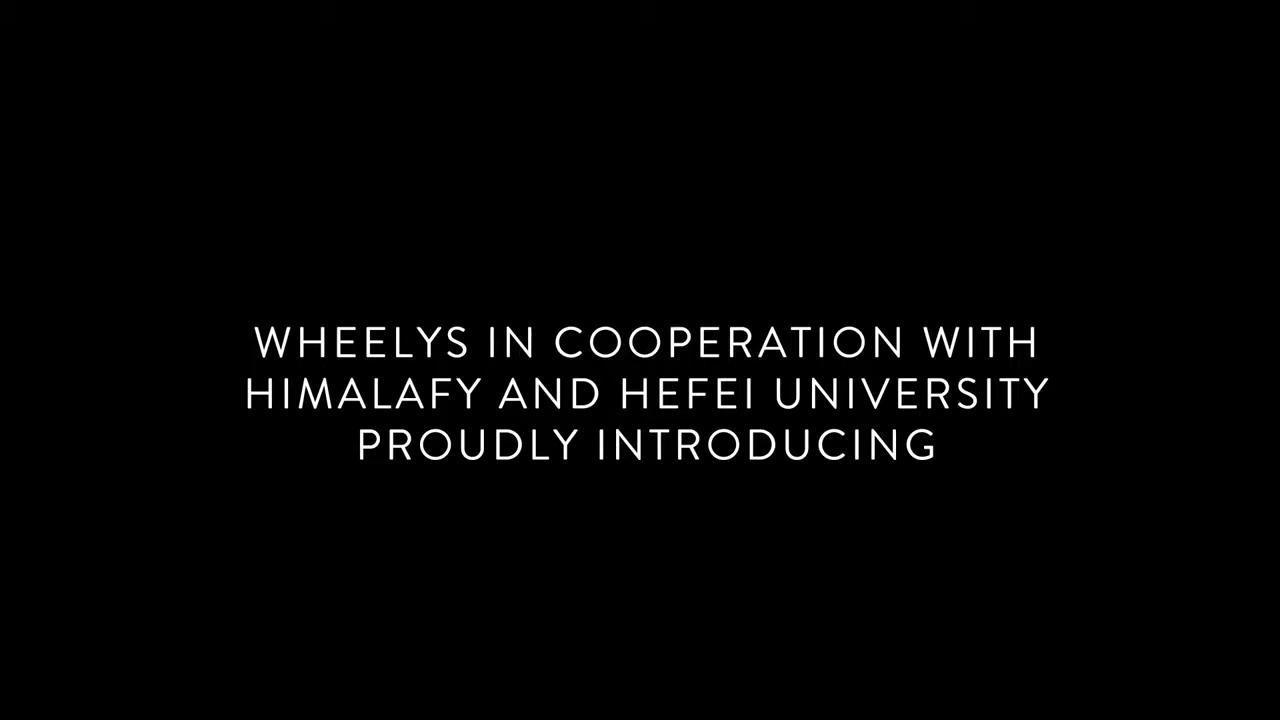 WHEELYS IN COOPERATION WITH
HIMALAFY AND HEFEI UNIVERSITY
PROUDLY INTRODUCING